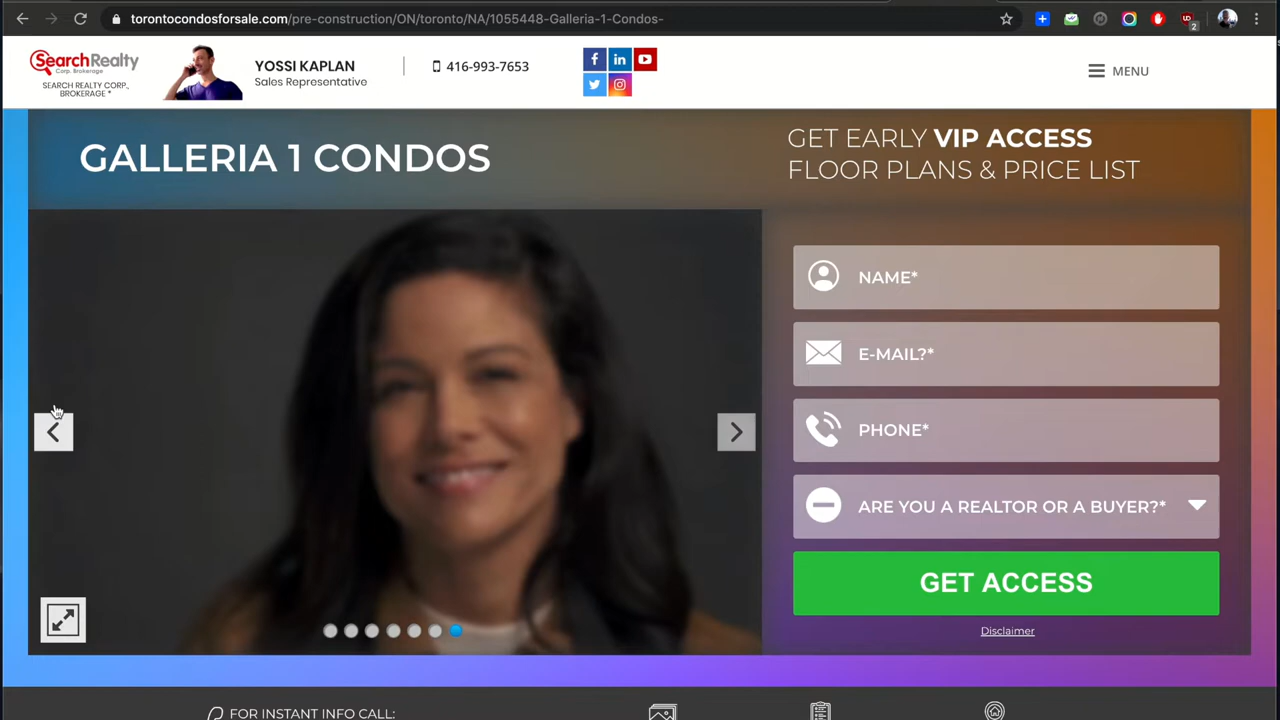 torontocondosforsale.com/pre-construction/ON/toronto/NA/1055448-Galleria-1-Condos-
2
SearchRealty
Corp. Brokerage
SEARCH REALTY CORP.,
BROKERAGE *
YOSSI KAPLAN
Sales Representative
416-993-7653
MENU
GALLERIA 1 CONDOS
GET EARLY VIP ACCESS
FLOOR PLANS & PRICE LIST
NAME*
E-MAIL?*
PHONE*
ARE YOU A REALTOR OR A BUYER?*
GET ACCESS
Disclaimer
FOR INSTANT INFO CALL: